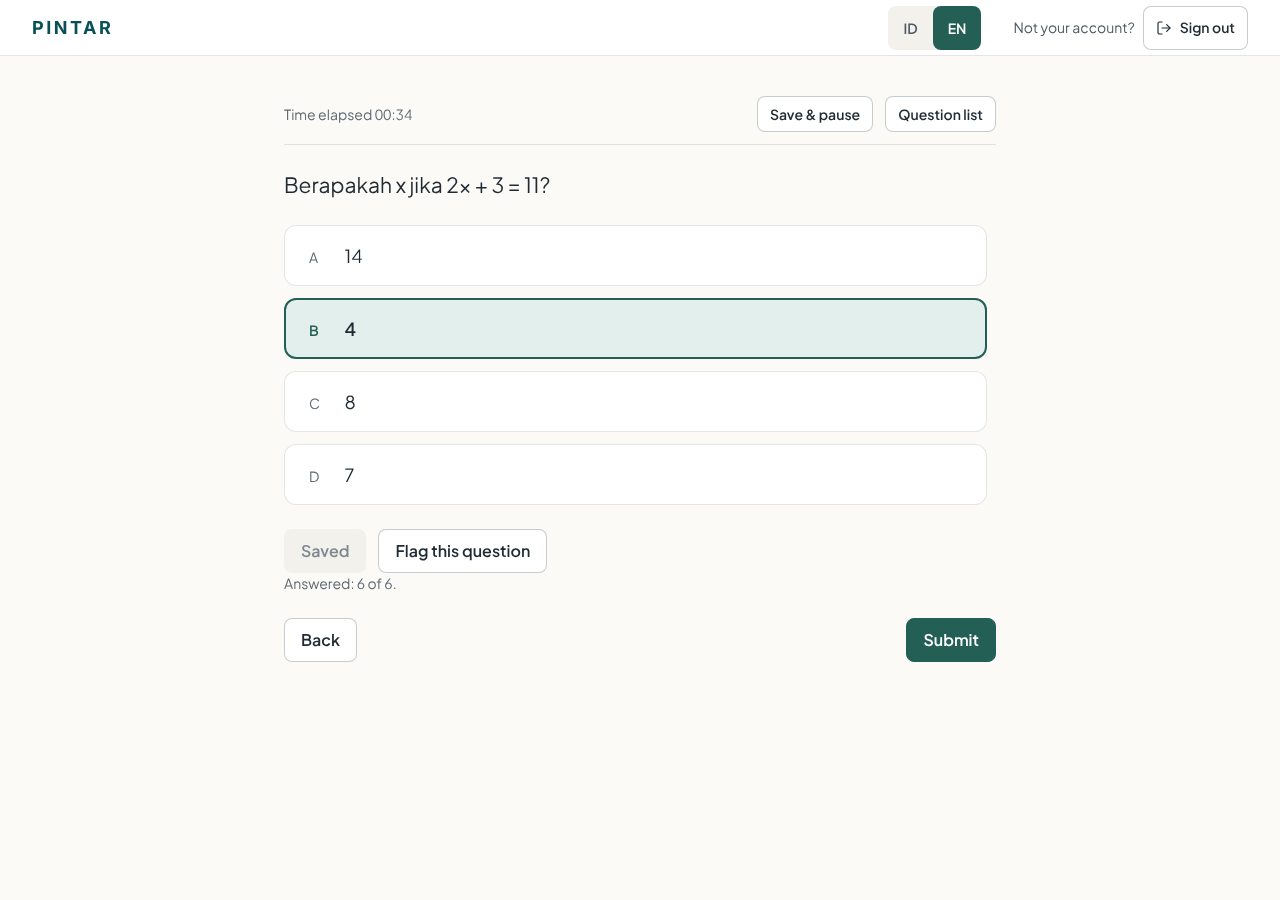 PINTAR
ID EN Not your account? Sign out
Time elapsed 00:34 Save & pause Question list
Berapakah x jika 2× + 3 = 11?
A 14
B 4
C 8
D 7
Saved Flag this question
Answered: 6 of 6.
Back Submit